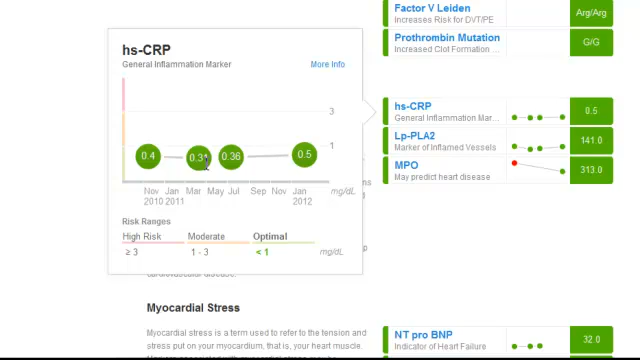 Factor V Leiden
Increases Risk for DVT/PE
Arg/Arg
Prothrombin Mutation
Increased Clot Formation ...
G/G
hs-CRP
General Inflammation Marker
More Info
3
1
0.4
0.31
0.36
0.5
Nov Jan Mar May Jul Sep Nov Jan
2010 2011 2012
mg/dL
Risk Ranges
High Risk Moderate Optimal
≥ 3 1 - 3 < 1 mg/dL
hs-CRP
General Inflammation Mar...
0.5
Lp-PLA2
Marker of Inflamed Vessels
141.0
MPO
May predict heart disease
313.0
cardiovascular disease.
Myocardial Stress
Myocardial stress is a term used to refer to the tension and
stress put on your myocardium, that is, your heart muscle.
NT pro BNP
Indicator of Heart Failure
32.0